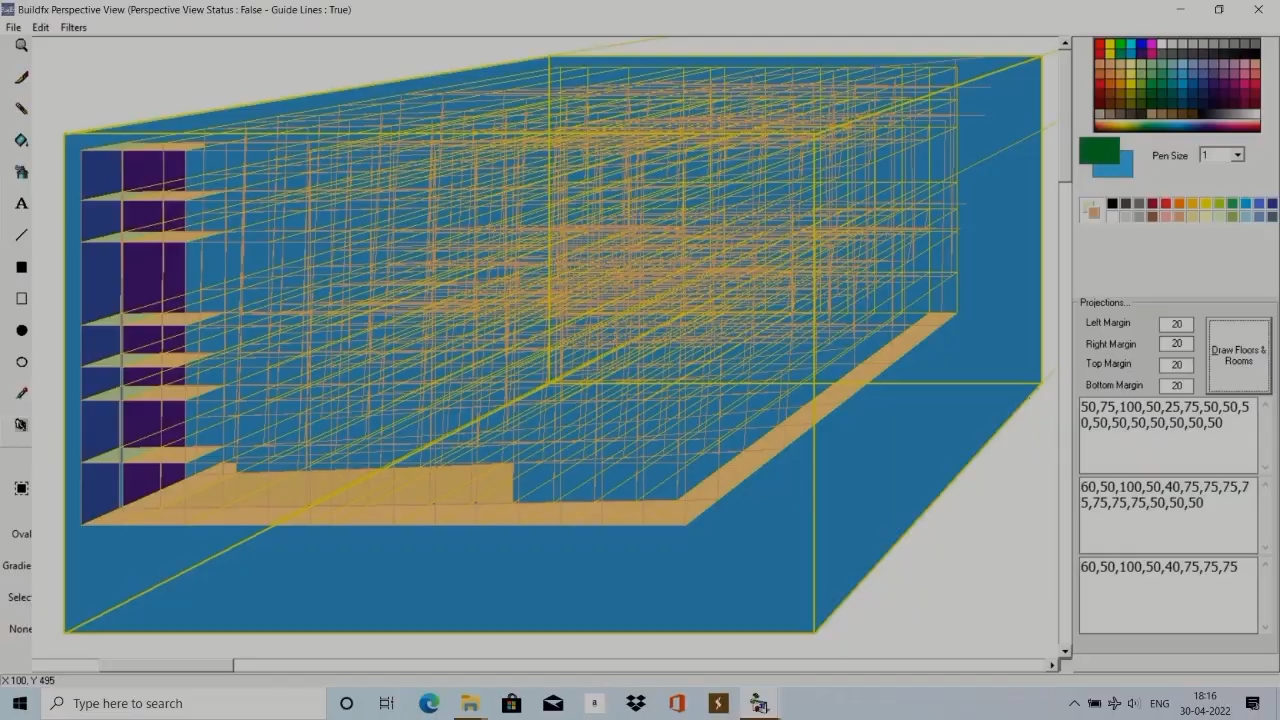 Buildfx Perspective View (Perspective View Status : False - Guide Lines : True)
File Edit Filters
A
Pen Size 1
Projections...
Left Margin 20
Right Margin 20
Top Margin 20
Bottom Margin 20
Draw Floors &
Rooms
50,75,100,50,25,75,50,50,5
0,50,50,50,50,50,50,50
60,50,100,50,40,75,75,75,7
5,75,75,75,50,50,50
60,50,100,50,40,75,75,75
Oval
Gradie
Selec
None
X 100, Y 495
Type here to search
a
ENG
18:16
30-04-2022